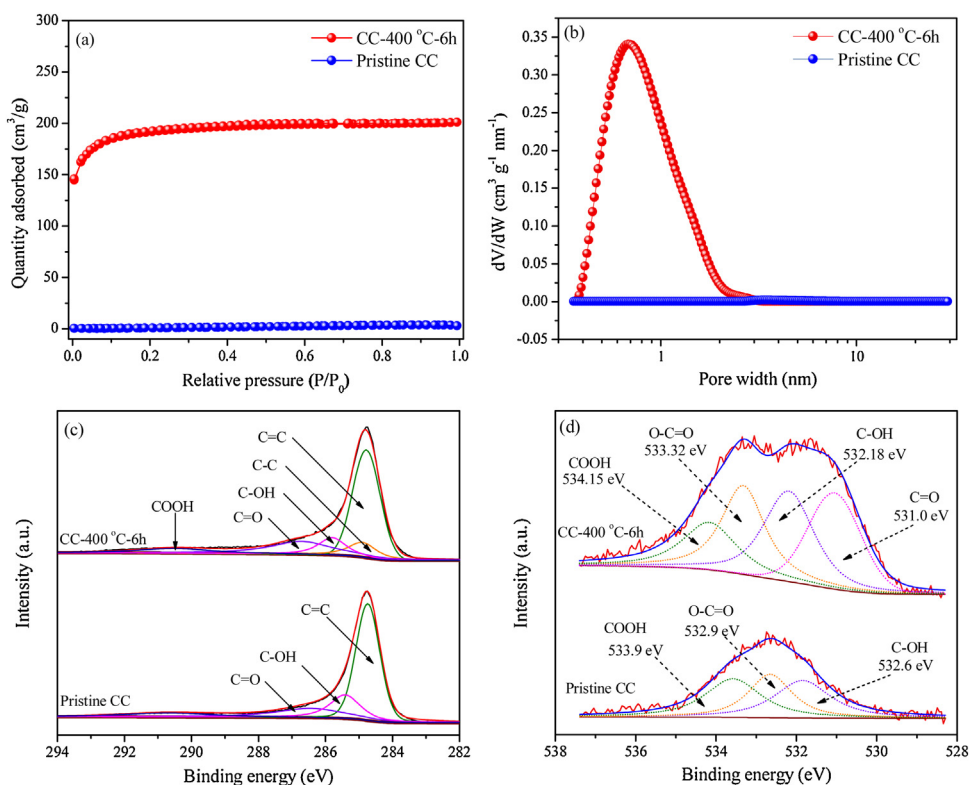 (a)
CC-400 °C-6h
Pristine CC
Quantity adsorbed (cm³/g)
300
250
200
150
100
50
0
0.0 0.2 0.4 0.6 0.8 1.0
Relative pressure (P/P₀)
(b)
CC-400 °C-6h
Pristine CC
dV/dW (cm³ g⁻¹ nm⁻¹)
0.35
0.30
0.25
0.20
0.15
0.10
0.05
0.00
-0.05
1 10
Pore width (nm)
(c)
C=C
C-C
C-OH
C=O
COOH
CC-400 °C-6h
C=C
C-OH
C=O
Pristine CC
Intensity (a.u.)
294 292 290 288 286 284 282
Binding energy (eV)
(d)
O-C=O
533.32 eV
C-OH
532.18 eV
COOH
534.15 eV
C=O
531.0 eV
CC-400 °C-6h
O-C=O
532.9 eV
COOH
533.9 eV
C-OH
532.6 eV
Pristine CC
Intensity (a.u.)
538 536 534 532 530 528
Binding energy (eV)